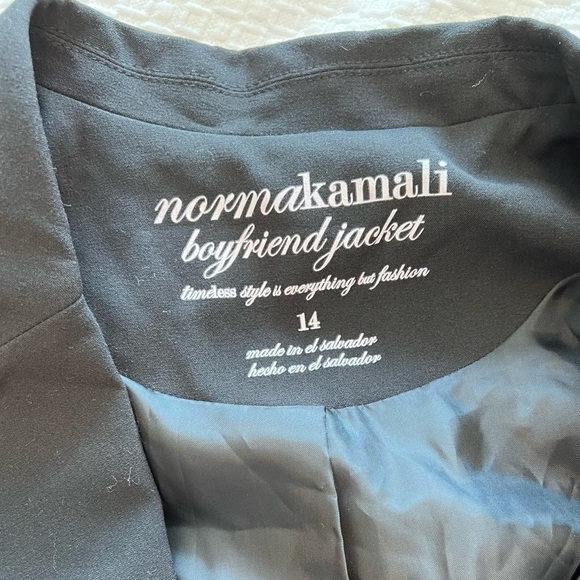 normakamali
boyfriend jacket
timeless style is everything but fashion
14
made in el salvador
hecho en el salvador